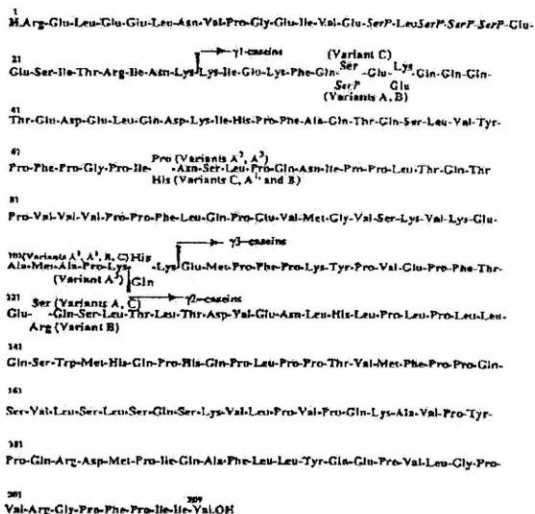 1
H.Arg-Glu-Leu-Glu-Glu-Leu-Asn-Val-Pro-Gly-Glu-Ile-Val-Glu-SerP-Leu-SerP-SerP-SerP-Glu-
21 γ1-caseins (Variant C)
Ser Lys
Glu-Ser-Ile-Thr-Arg-Ile-Asn-Lys-Lys-Ile-Glu-Lys-Phe-Gln- -Glu- -Gln-Gln-Gln-
SerP Glu
(Variants A, B)
41
Thr-Glu-Asp-Glu-Leu-Gln-Asp-Lys-Ile-His-Pro-Phe-Ala-Gln-Thr-Gln-Ser-Leu-Val-Tyr-
61 Pro (Variants A², A³)
Pro-Phe-Pro-Gly-Pro-Ile- -Asn-Ser-Leu-Pro-Gln-Asn-Ile-Pro-Pro-Leu-Thr-Gln-Thr
His (Variants C, A¹, and B)
81
Pro-Val-Val-Val-Pro-Pro-Phe-Leu-Gln-Pro-Glu-Val-Met-Gly-Val-Ser-Lys-Val-Lys-Glu-
101 (Variants A¹, A², B, C) His γ3-caseins
Ala-Met-Ala-Pro-Lys- -Lys-Glu-Met-Pro-Phe-Pro-Lys-Tyr-Pro-Val-Glu-Pro-Phe-Thr-
(Variant A³) Gln
121 Ser (Variants A, C) γ2-caseins
Glu- -Gln-Ser-Leu-Thr-Leu-Thr-Asp-Val-Glu-Asn-Leu-His-Leu-Pro-Leu-Pro-Leu-Leu-
Arg (Variant B)
141
Gln-Ser-Trp-Met-His-Gln-Pro-His-Gln-Pro-Leu-Pro-Pro-Thr-Val-Met-Phe-Pro-Pro-Gln-
161
Ser-Val-Leu-Ser-Leu-Ser-Gln-Ser-Lys-Val-Leu-Pro-Val-Pro-Gln-Lys-Ala-Val-Pro-Tyr-
181
Pro-Gln-Arg-Asp-Met-Pro-Ile-Gln-Ala-Phe-Leu-Leu-Tyr-Gln-Glu-Pro-Val-Leu-Gly-Pro-
201 209
Val-Arg-Gly-Pro-Phe-Pro-Ile-Ile-Val.OH